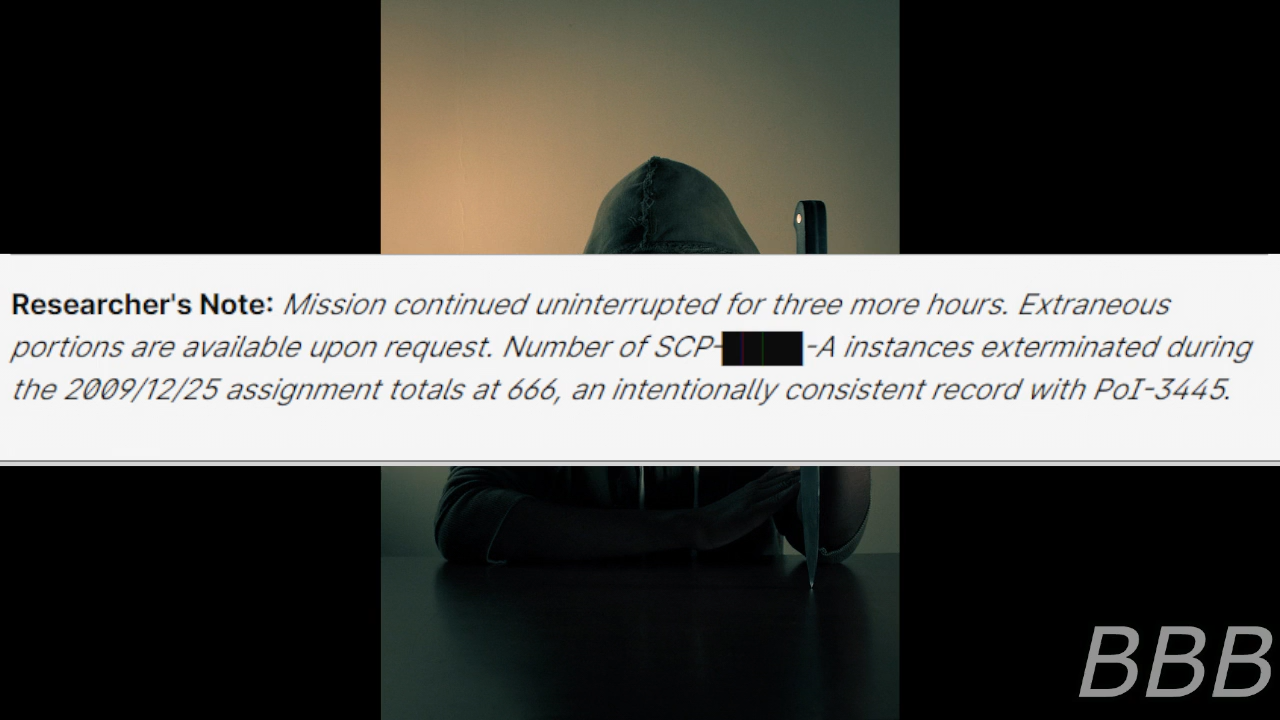 Researcher's Note: Mission continued uninterrupted for three more hours. Extraneous
portions are available upon request. Number of SCP--A instances exterminated during
the 2009/12/25 assignment totals at 666, an intentionally consistent record with PoI-3445.
BBB